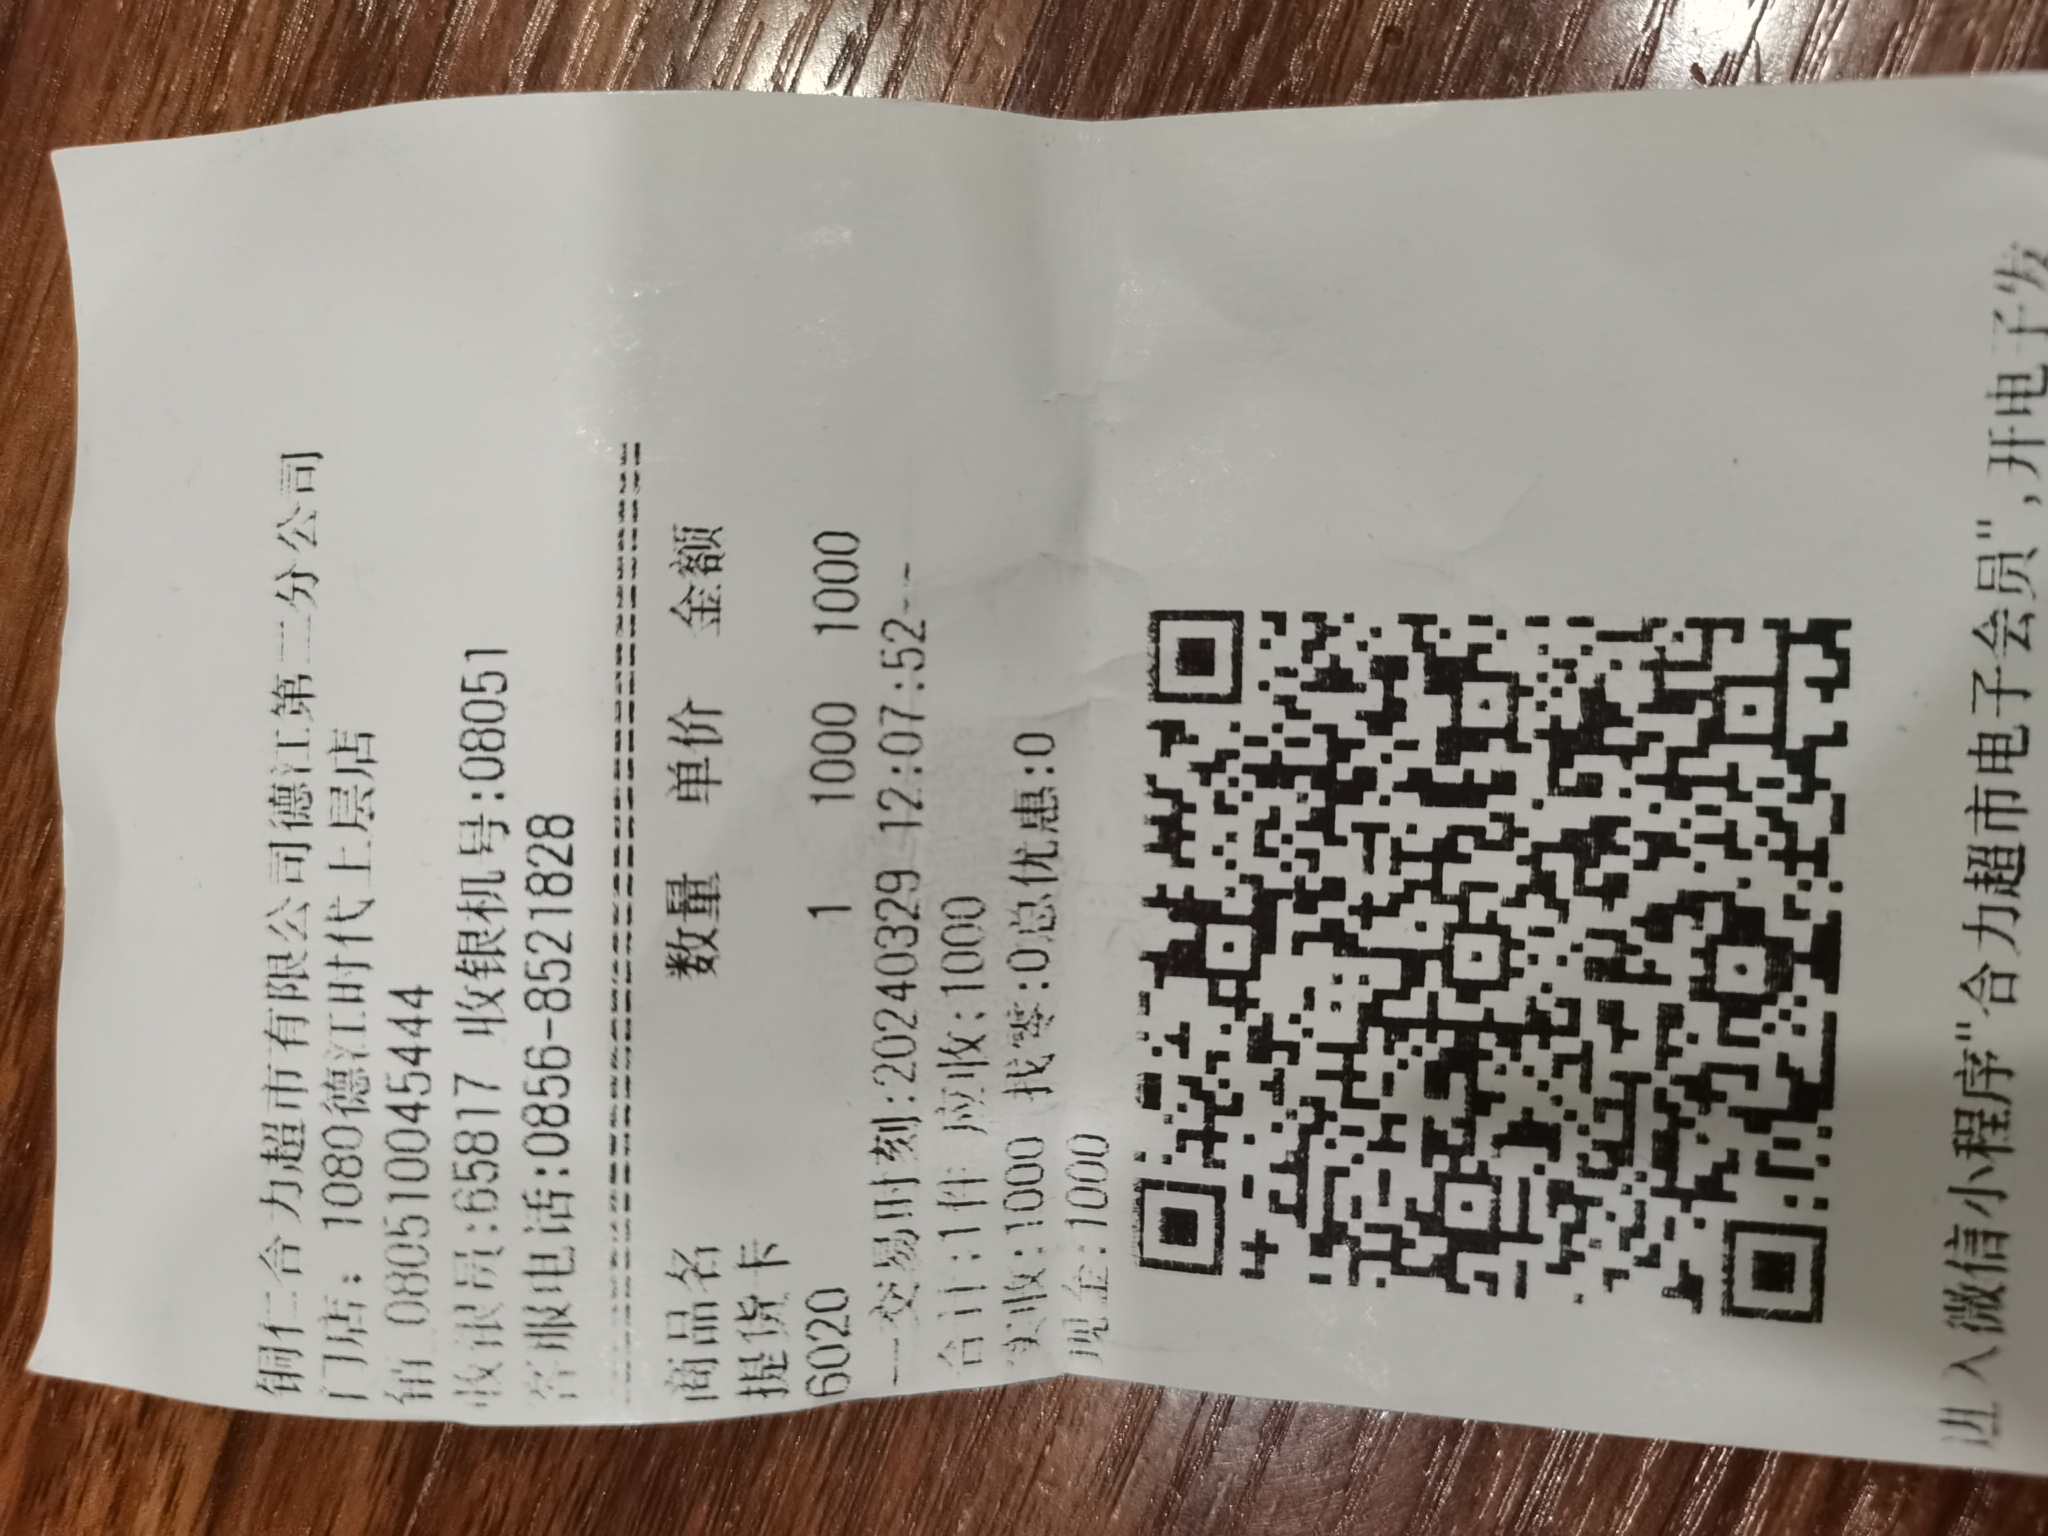 铜仁合力超市有限公司德江第二分公司
门店: 1080德江时代上层店
销_080510045444
收银员:65817 收银机号:08051
客服电话:0856-8521828
商品名 数量 单价 金额
提货卡
60020 1 1000 1000
---交易时刻:20240329 12:07:52---
合计:1件 应收:1000
实收:1000 找零:0总优惠:0
现金:1000
进入微信小程序"合力超市电子会员",开电子发